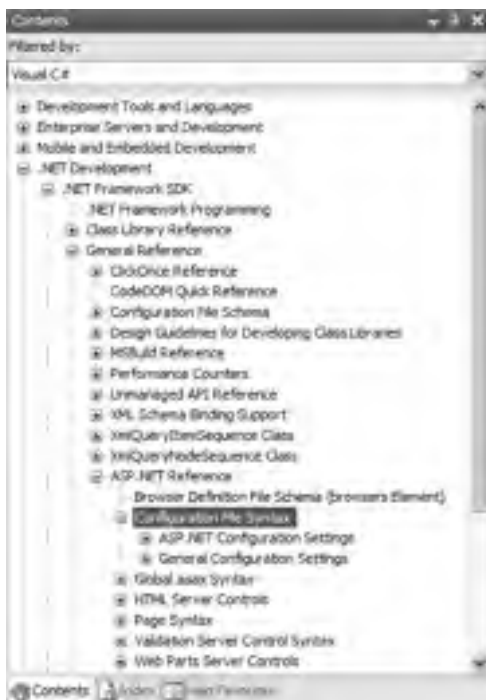 Contents
Filtered by:
Visual C#
Development Tools and Languages
Enterprise Servers and Development
Mobile and Embedded Development
.NET Development
.NET Framework SDK
.NET Framework Programming
Class Library Reference
General Reference
ClickOnce Reference
CodeDOM Quick Reference
Configuration File Schema
Design Guidelines for Developing Class Libraries
MSBuild Reference
Performance Counters
Unmanaged API Reference
XML Schema Binding Support
XmlQueryItemSequence Class
XmlQueryNodeSequence Class
ASP.NET Reference
Browser Definition File Schema (browsers Element)
Configuration File Syntax
ASP.NET Configuration Settings
General Configuration Settings
Global.asax Syntax
HTML Server Controls
Page Syntax
Validation Server Control Syntax
Web Parts Server Controls
Contents Index